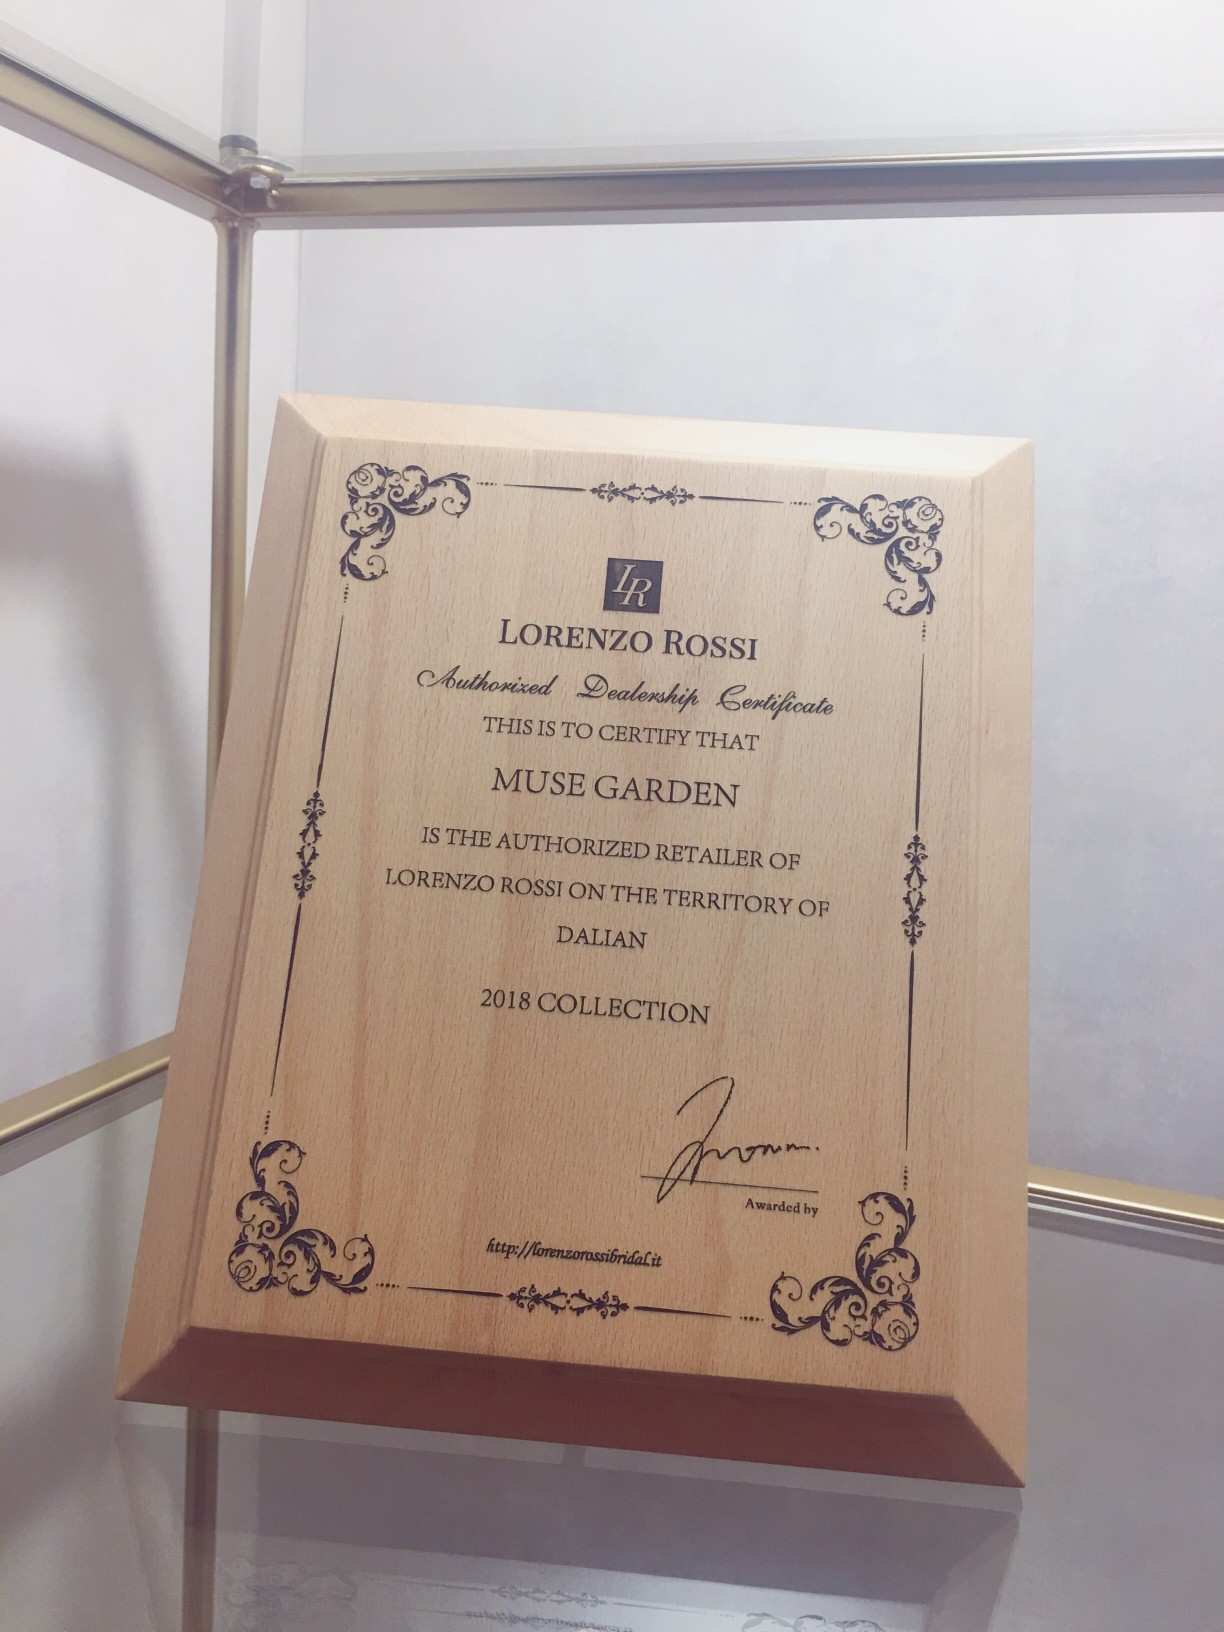 LR
LORENZO ROSSI
Authorized Dealership Certificate
THIS IS TO CERTIFY THAT
MUSE GARDEN
IS THE AUTHORIZED RETAILER OF
LORENZO ROSSI ON THE TERRITORY OF
DALIAN
2018 COLLECTION
Awarded by
http://lorenzorossibridal.it